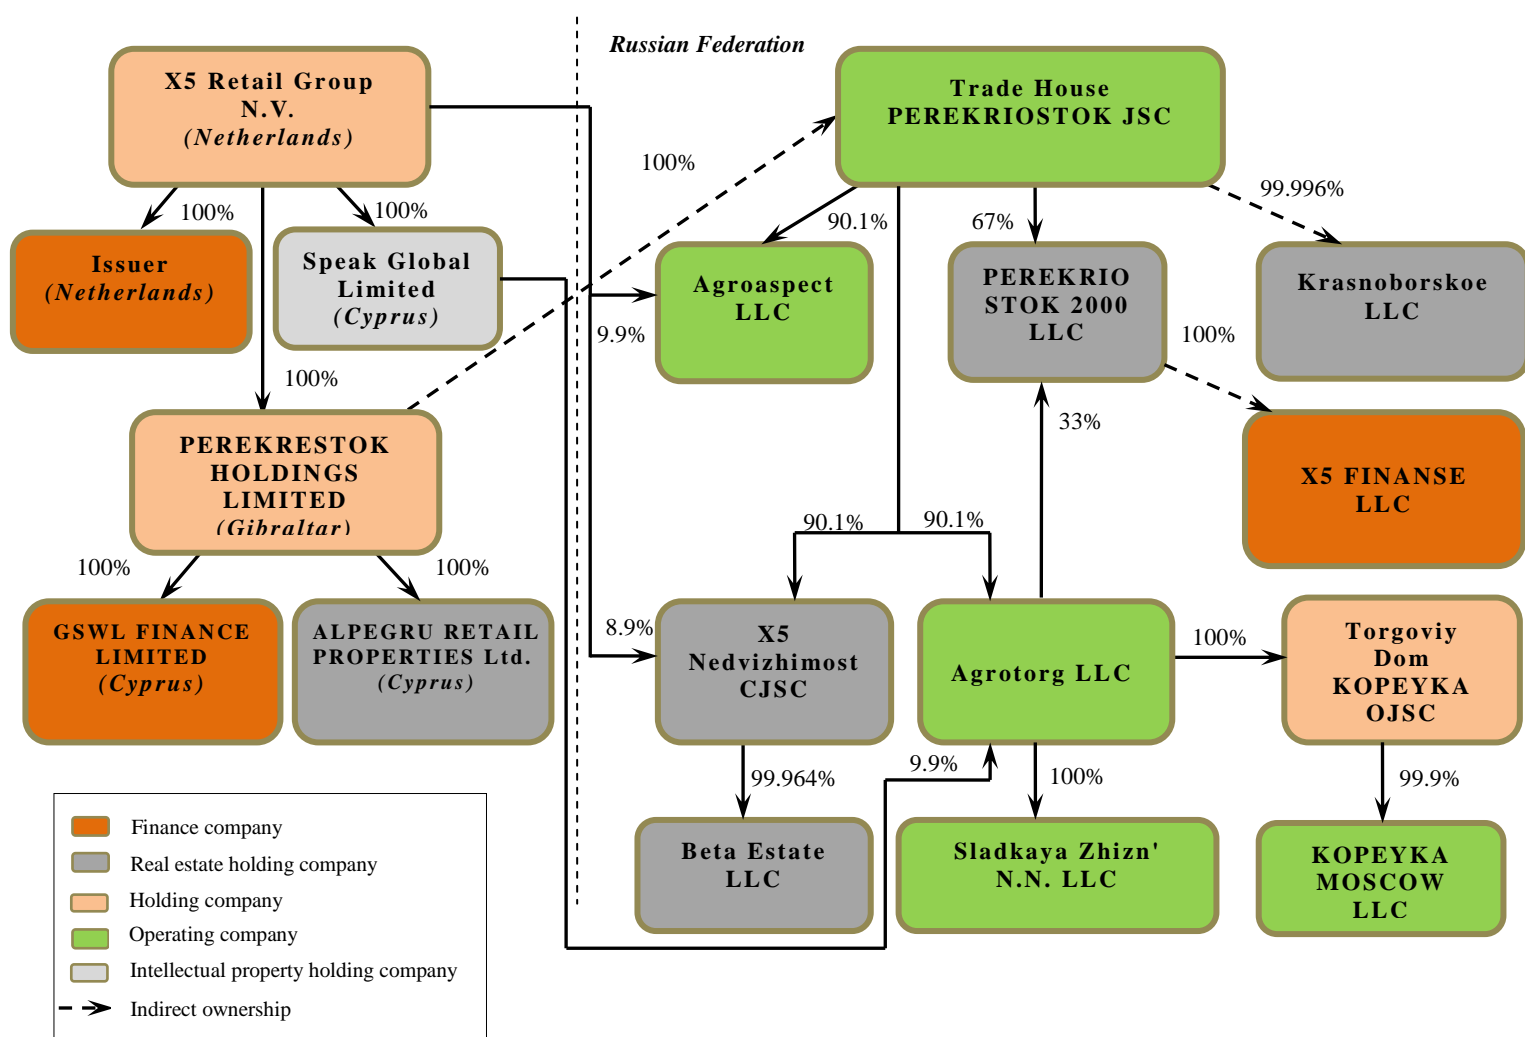 Russian Federation
X5 Retail Group
N.V.
(Netherlands)
Trade House
PEREKRIOSTOK JSC
100%
100%
100%
90.1%
67%
99.996%
Issuer
(Netherlands)
Speak Global
Limited
(Cyprus)
Agroaspect
LLC
PEREKRIO
STOK 2000
LLC
Krasnoborskoe
LLC
9.9%
100%
100%
33%
PEREKRESTOK
HOLDINGS
LIMITED
(Gibraltar)
X5 FINANSE
LLC
90.1%
90.1%
100%
100%
GSWL FINANCE
LIMITED
(Cyprus)
ALPEGRU RETAIL
PROPERTIES Ltd.
(Cyprus)
8.9%
X5
Nedvizhimost
CJSC
Agrotorg LLC
100%
Torgoviy
Dom
KOPEYKA
OJSC
99.964%
9.9%
100%
99.9%
Beta Estate
LLC
Sladkaya Zhizn'
N.N. LLC
KOPEYKA
MOSCOW
LLC
Finance company
Real estate holding company
Holding company
Operating company
Intellectual property holding company
Indirect ownership